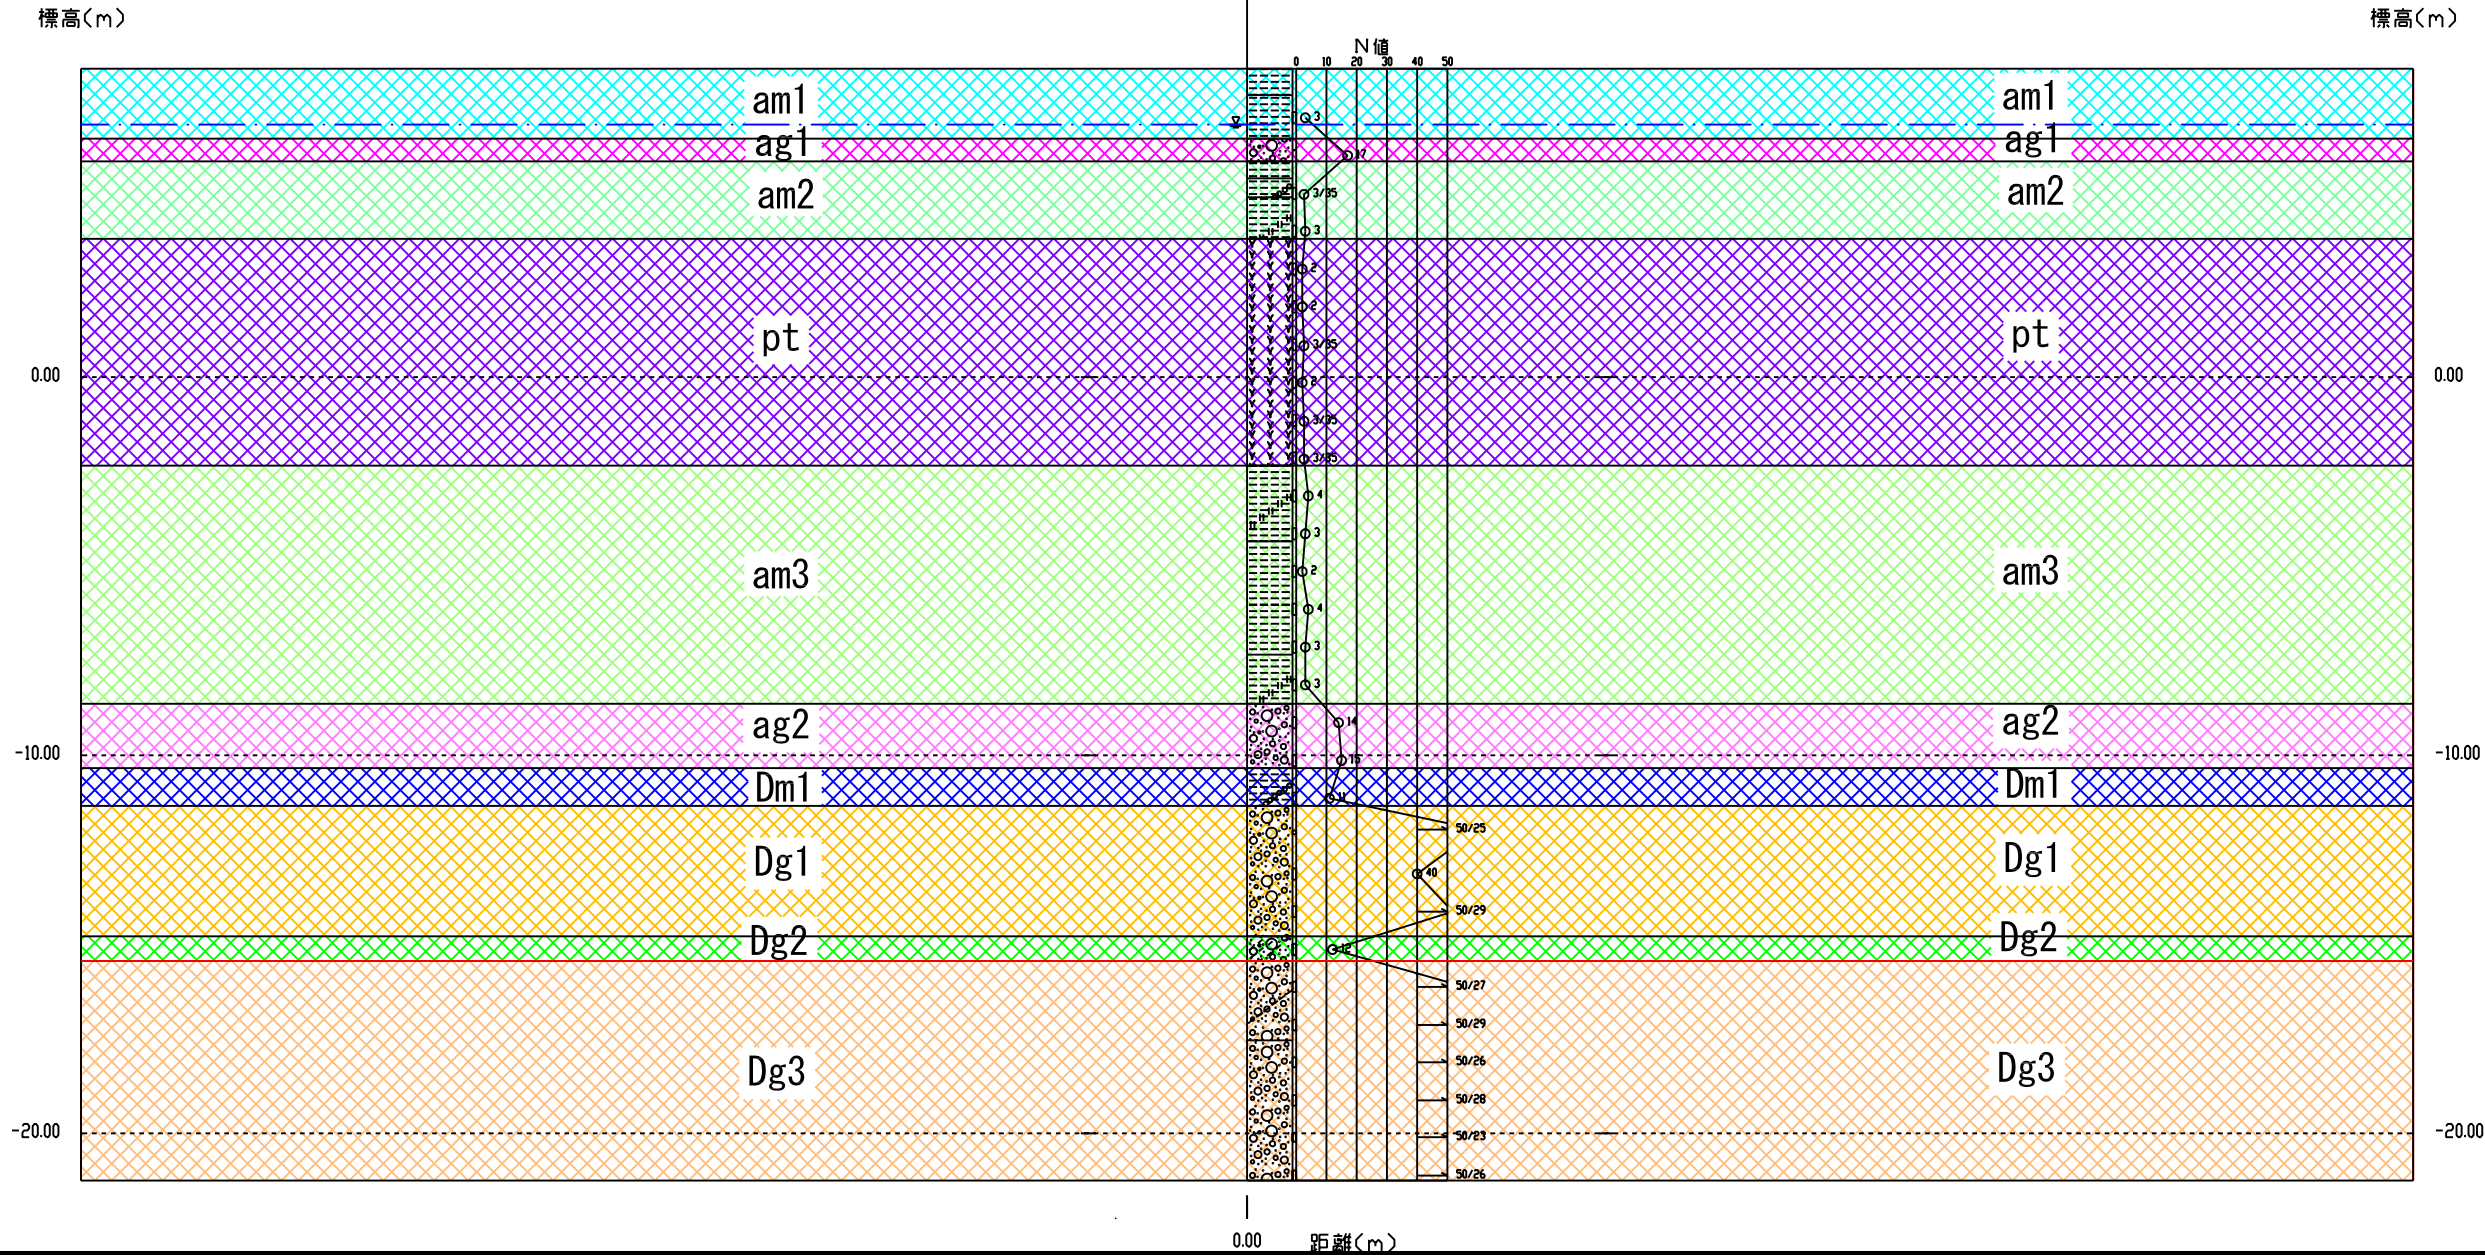 標高(m) 標高(m)
N値
0 10 20 30 40 50
am1 am1
3
ag1 ag1
17
am2 am2
3/35
3
2
2
pt pt
3/35
0.00 0.00
2
3/35
3/35
4
3
am3 am3
2
4
3
3
ag2 ag2
14
-10.00 -10.00
15
Dm1 Dm1
11
50/25
Dg1 Dg1
40
50/29
Dg2 Dg2
12
50/27
50/29
50/26
Dg3 Dg3
50/28
-20.00 -20.00
50/23
50/26
0.00 距離(m)